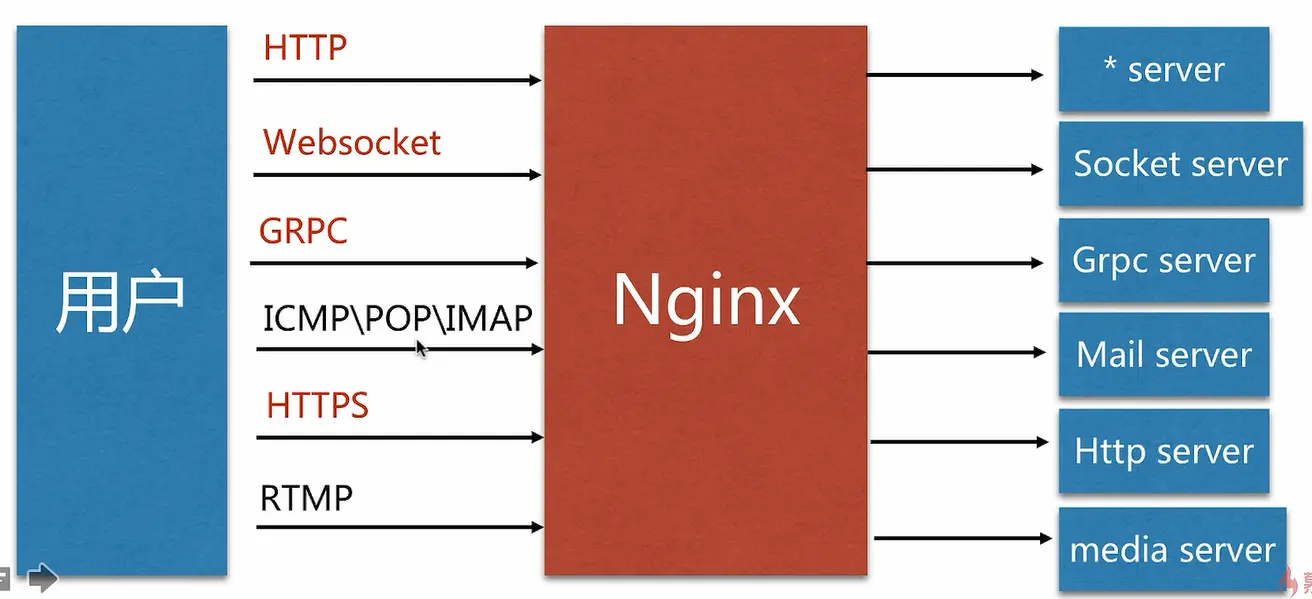 用户
HTTP
Websocket
GRPC
ICMP\POP\IMAP
HTTPS
RTMP
Nginx
* server
Socket server
Grpc server
Mail server
Http server
media server